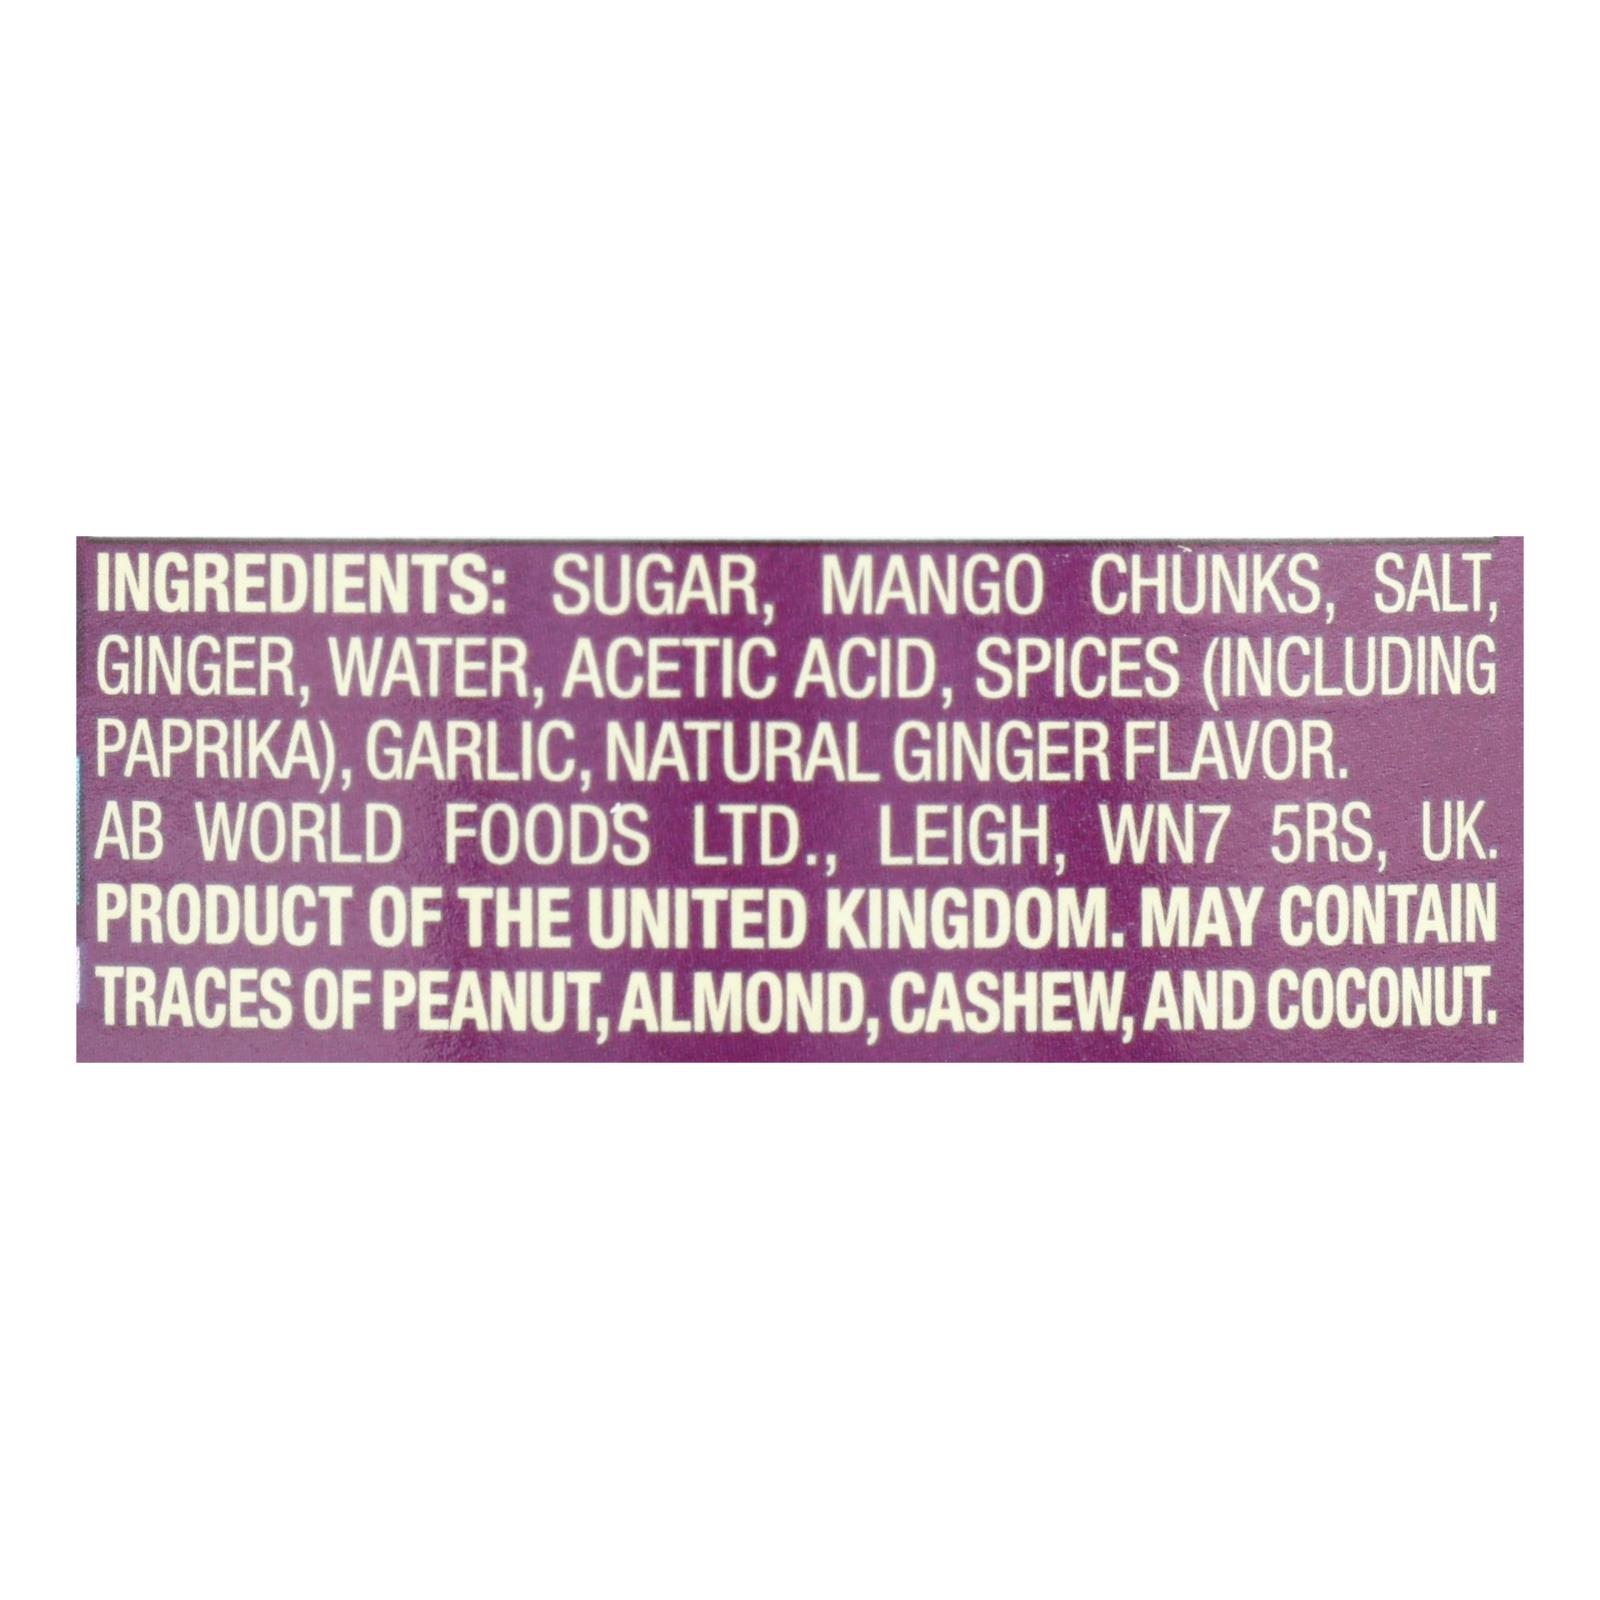 INGREDIENTS: SUGAR, MANGO CHUNKS, SALT,
GINGER, WATER, ACETIC ACID, SPICES (INCLUDING
PAPRIKA), GARLIC, NATURAL GINGER FLAVOR.
AB WORLD FOODS LTD., LEIGH, WN7 5RS, UK.
PRODUCT OF THE UNITED KINGDOM. MAY CONTAIN
TRACES OF PEANUT, ALMOND, CASHEW, AND COCONUT.